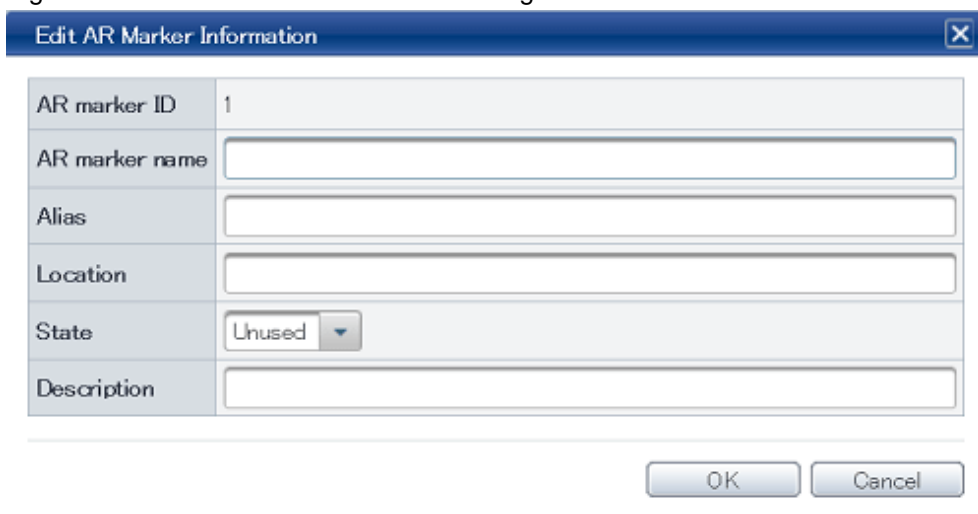 Edit AR Marker Information
AR marker ID 1
AR marker name
Alias
Location
State Unused
Description
OK Cancel